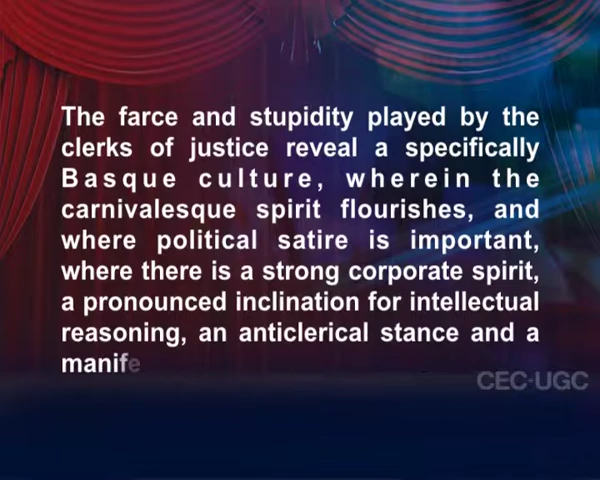 The farce and stupidity played by the
clerks of justice reveal a specifically
Basque culture, wherein the
carnivalesque spirit flourishes, and
where political satire is important,
where there is a strong corporate spirit,
a pronounced inclination for intellectual
reasoning, an anticlerical stance and a
manife
CEC-UGC